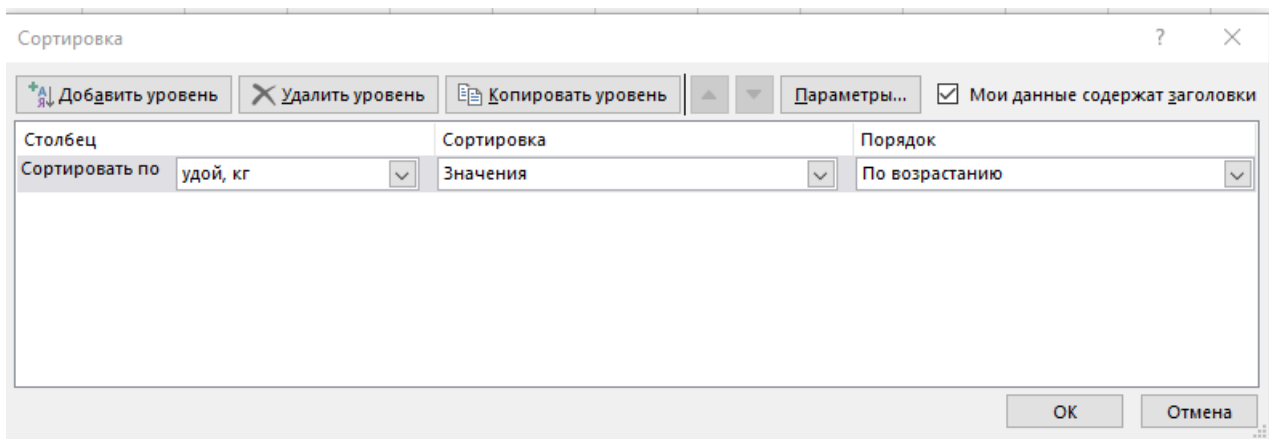 Сортировка ?
Добавить уровень Удалить уровень Копировать уровень Параметры... Мои данные содержат заголовки
Столбец Сортировка Порядок
Сортировать по удой, кг Значения По возрастанию
ОК Отмена